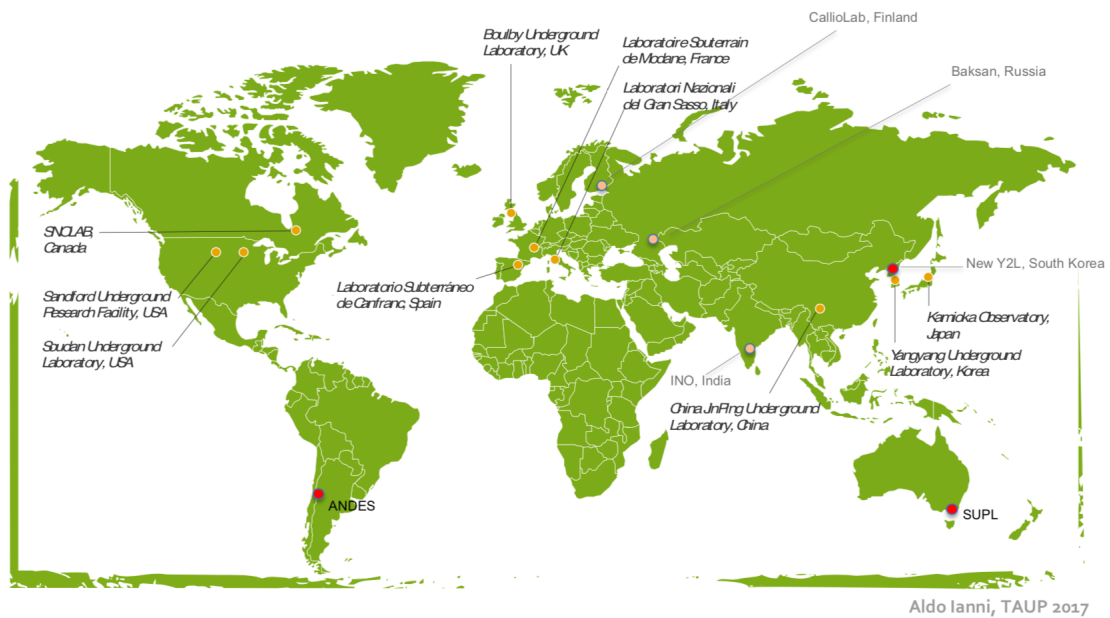 CallioLab, Finland
Boulby Underground
Laboratory, UK
Laboratoire Souterrain
de Modane, France
Baksan, Russia
Laboratori Nazionali
del Gran Sasso, Italy
SNOLAB,
Canada
New Y2L, South Korea
Laboratorio Subterráneo
de Canfranc, Spain
Sandford Underground
Research Facility, USA
Kamioka Observatory,
Japan
Soudan Underground
Laboratory, USA
Yangyang Underground
Laboratory, Korea
INO, India
China JinPing Underground
Laboratory, China
ANDES
SUPL
Aldo Ianni, TAUP 2017